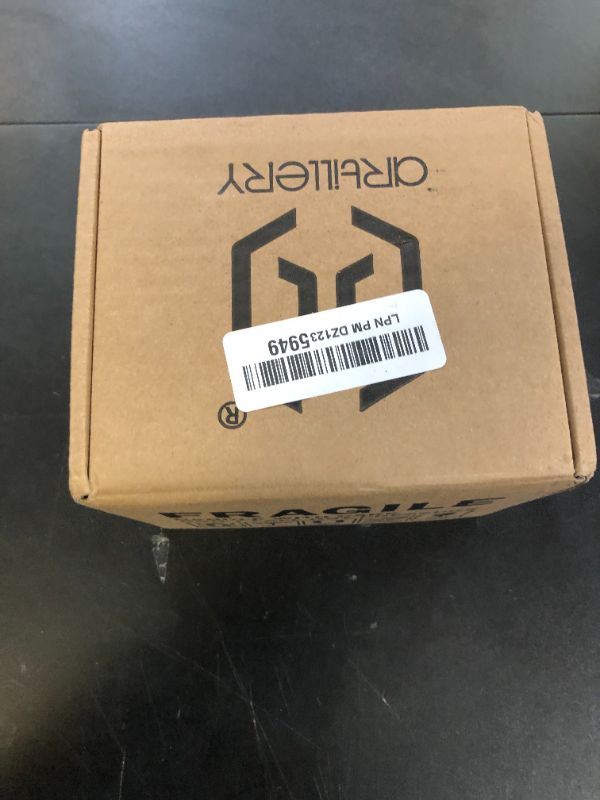 artillery
®
LPN PM DZ1235949
FRAGILE